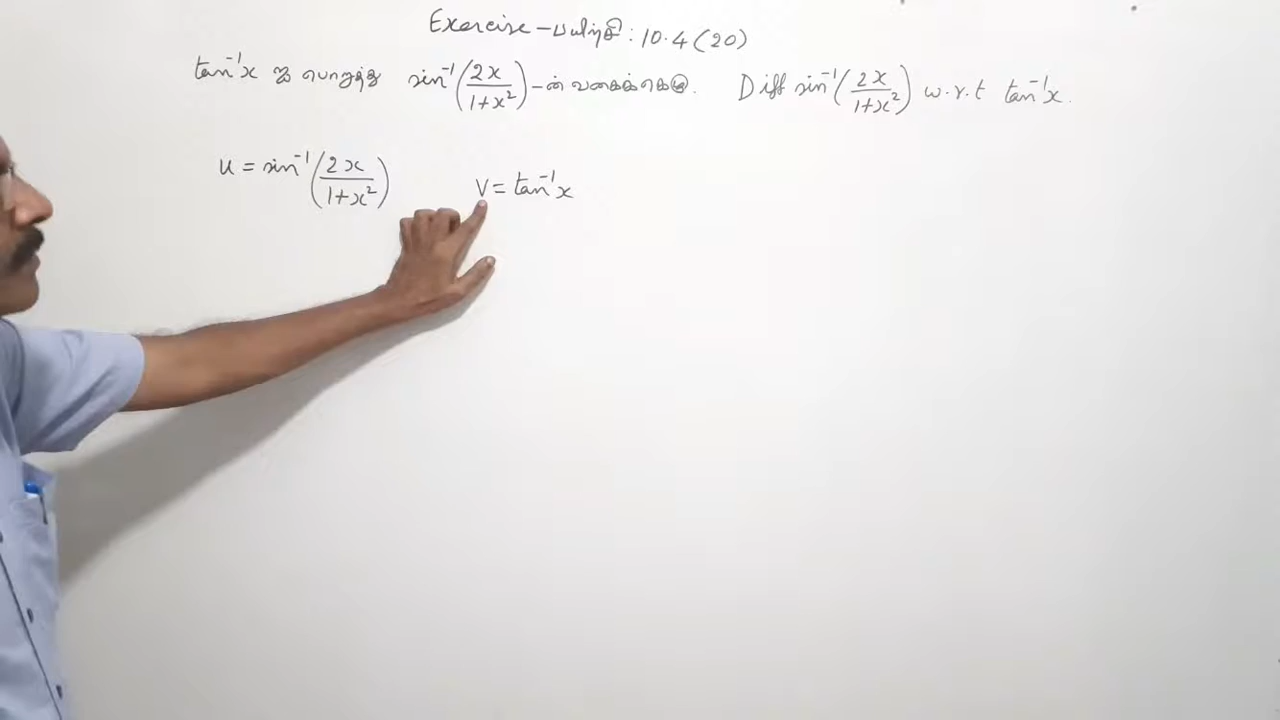 Exercise - பயிற்சி : 10.4 (20)
tan⁻¹x ஐ பொறுத்து sin⁻¹(2x/(1+x²)) -ன் வகைக்கெழு. Diff sin⁻¹(2x/(1+x²)) w.r.t tan⁻¹x.
u = sin⁻¹(2x/(1+x²)) v = tan⁻¹x